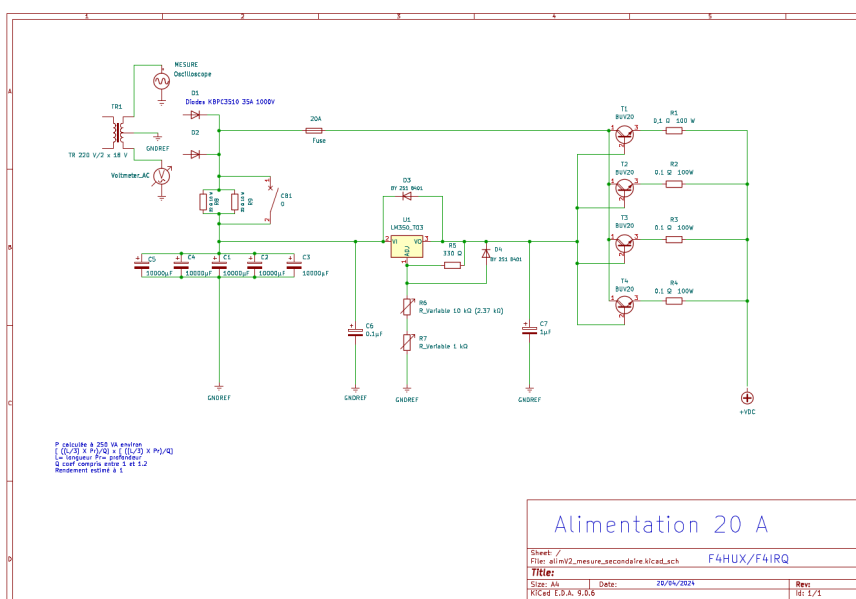 1 2 3 4 5
MESURE
Oscilloscope
D1
Diodes KBPC3510 35A 1000V
TR1
GNDREF
D2
TR 220 V/2 x 18 V
Voltmeter_AC
20A
Fuse
T1
BUV20
R1
0,1 Ω 100 W
T2
BUV20
R2
0.1 Ω 100W
T3
BUV20
R3
0.1 Ω 100W
T4
BUV20
R4
0.1 Ω 100W
R8
R9
CB1
0
D3
BY 251 B401
U1
LM350_TO3
VI VO
ADJ
R5
330 Ω
D4
BY 251 B401
C5
10000µF
C4
10000µF
C1
10000µF
C2
10000µF
C3
10000µF
R6
R_Variable 10 kΩ (2.37 kΩ)
R7
R_Variable 1 kΩ
C6
0.1µF
C7
1µF
GNDREF
GNDREF
GNDREF
GNDREF
+VDC
A
B
C
D
P calculée à 250 VA environ
[ ((L/3) X Pr)/Q] x [ ((L/3) X Pr)/Q]
L= longueur Pr= profondeur
Q coef compris entre 1 et 1.2
Rendement estimé à 1
Alimentation 20 A
Sheet: /
File: alimV2_mesure_secondaire.kicad_sch
F4HUX/F4IRQ
Title:
Size: A4 Date: 20/04/2024 Rev:
KiCad E.D.A. 9.0.6 Id: 1/1